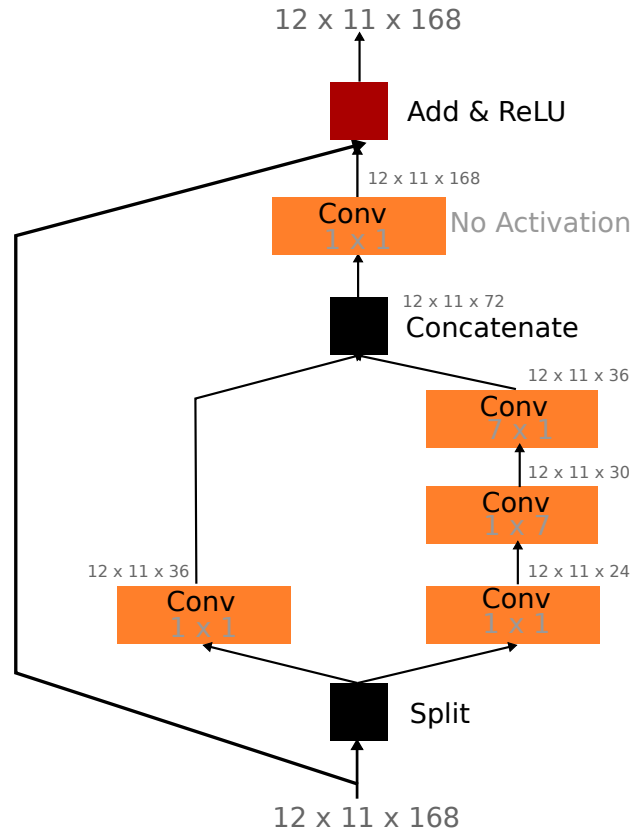 12 x 11 x 168
Add & ReLU
12 x 11 x 168
Conv
1 x 1
No Activation
12 x 11 x 72
Concatenate
12 x 11 x 36
Conv
7 x 1
12 x 11 x 30
Conv
1 x 7
12 x 11 x 36
Conv
1 x 1
12 x 11 x 24
Conv
1 x 1
Split
12 x 11 x 168